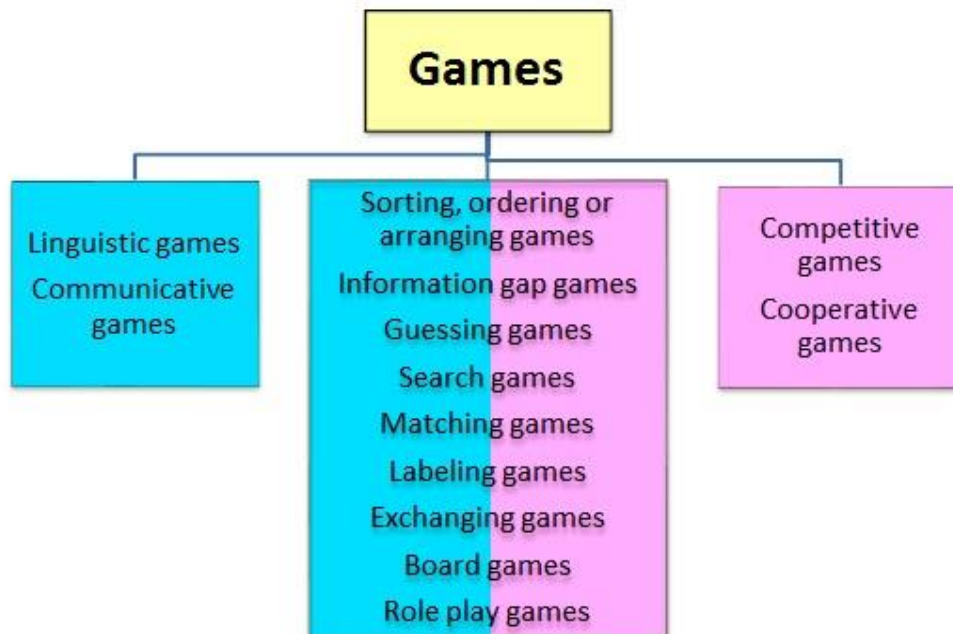 Games
Linguistic games
Communicative
games
Sorting, ordering or
arranging games
Information gap games
Guessing games
Search games
Matching games
Labeling games
Exchanging games
Board games
Role play games
Competitive
games
Cooperative
games